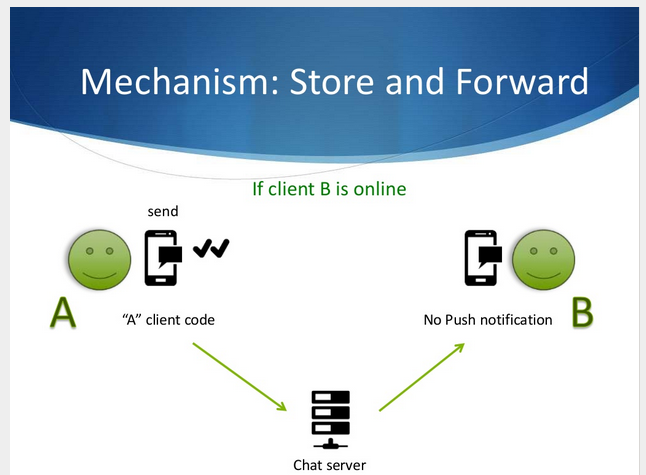 Mechanism: Store and Forward
If client B is online
send
A
“A” client code
No Push notification
B
Chat server